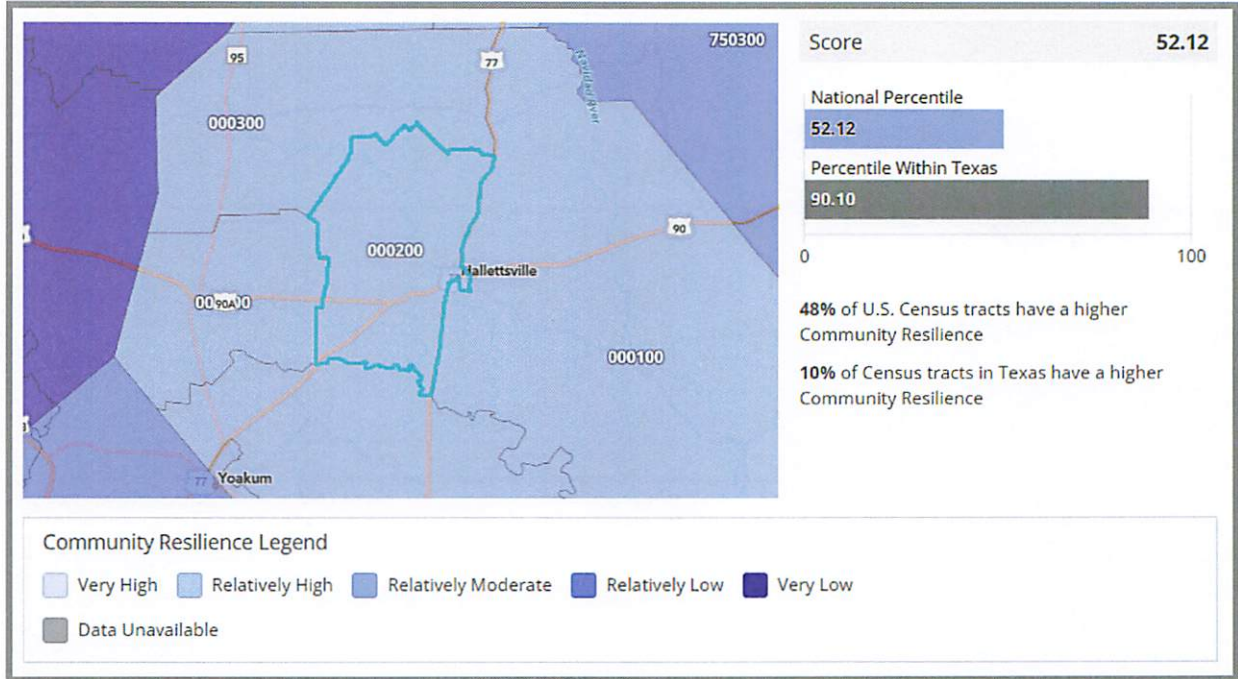 750300
95
77
Navidad River
000300
000200
90
Hallettsville
90A
000100
77
Yoakum
Score 52.12
National Percentile
52.12
Percentile Within Texas
90.10
0 100
48% of U.S. Census tracts have a higher
Community Resilience
10% of Census tracts in Texas have a higher
Community Resilience
Community Resilience Legend
Very High Relatively High Relatively Moderate Relatively Low Very Low
Data Unavailable